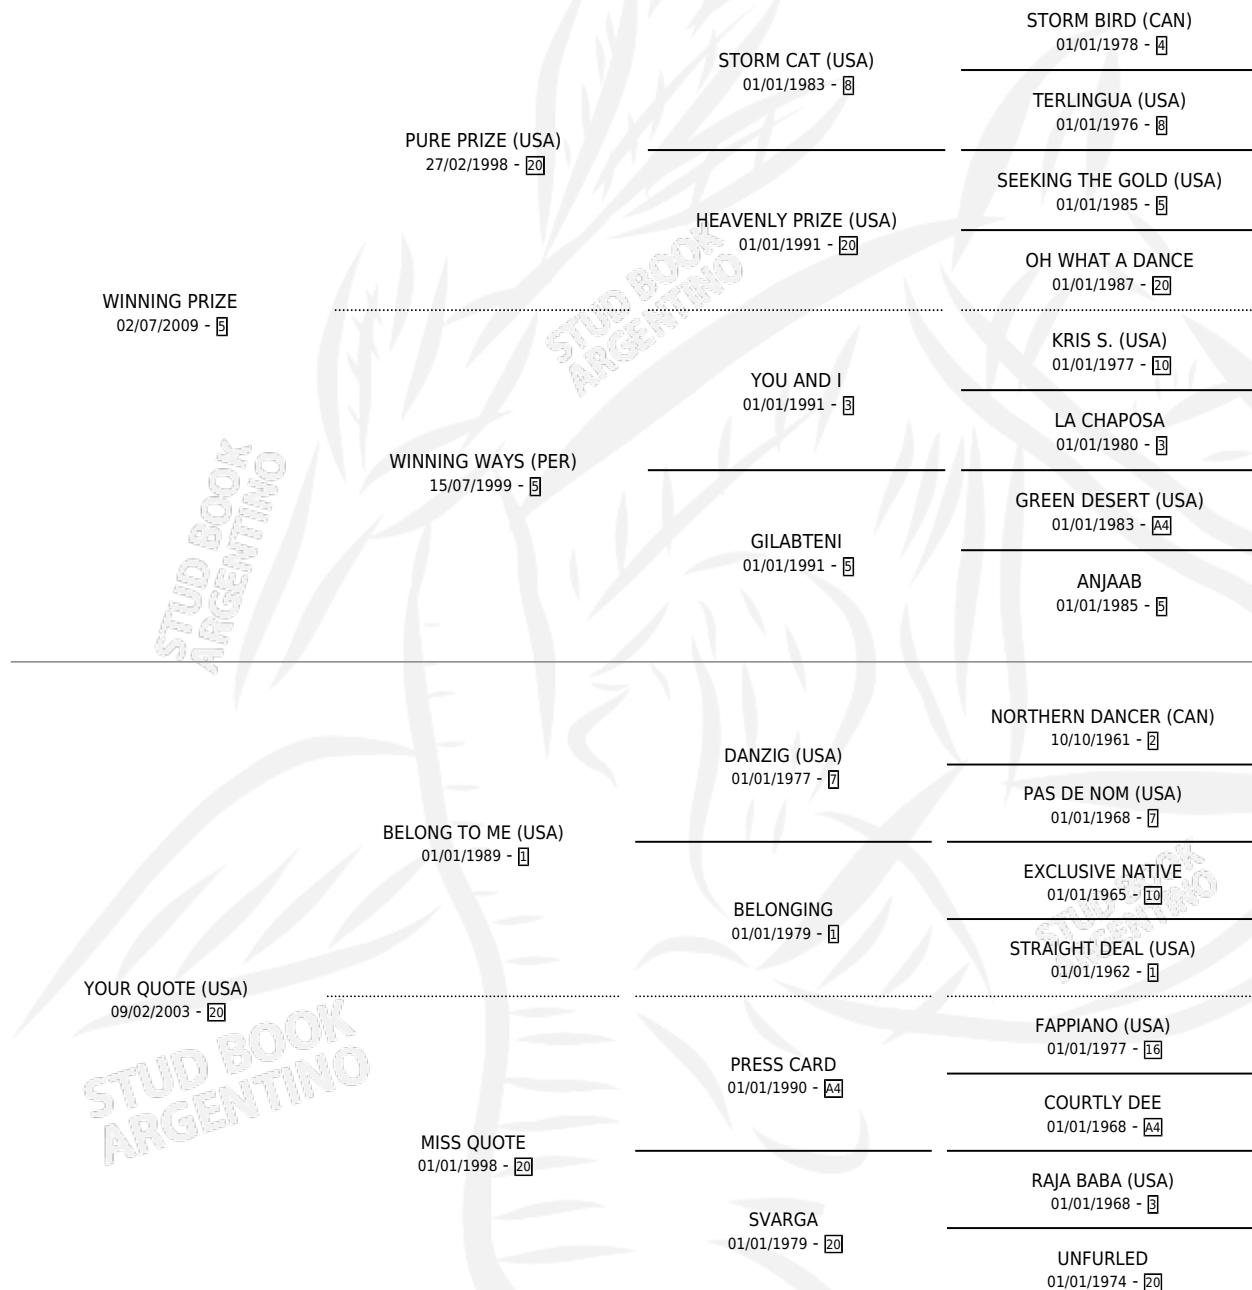 STORM BIRD (CAN)
01/01/1978 - 4
STORM CAT (USA)
01/01/1983 - 8
TERLINGUA (USA)
01/01/1976 - 8
PURE PRIZE (USA)
27/02/1998 - 20
SEEKING THE GOLD (USA)
01/01/1985 - 5
HEAVENLY PRIZE (USA)
01/01/1991 - 20
OH WHAT A DANCE
01/01/1987 - 20
WINNING PRIZE
02/07/2009 - 5
STUD BOOK
ARGENTINO
KRIS S. (USA)
01/01/1977 - 10
YOU AND I
01/01/1991 - 3
LA CHAPOSA
01/01/1980 - 3
WINNING WAYS (PER)
15/07/1999 - 5
GREEN DESERT (USA)
01/01/1983 - A4
GILABTENI
01/01/1991 - 5
ANJAAB
01/01/1985 - 5
STUD BOOK
ARGENTINO
NORTHERN DANCER (CAN)
10/10/1961 - 2
DANZIG (USA)
01/01/1977 - 7
PAS DE NOM (USA)
01/01/1968 - 7
BELONG TO ME (USA)
01/01/1989 - 1
EXCLUSIVE NATIVE
01/01/1965 - 10
BELONGING
01/01/1979 - 1
STRAIGHT DEAL (USA)
01/01/1962 - 1
STUD BOOK
ARGENTINO
YOUR QUOTE (USA)
09/02/2003 - 20
FAPPIANO (USA)
01/01/1977 - 16
PRESS CARD
01/01/1990 - A4
COURTLY DEE
01/01/1968 - A4
STUD BOOK
ARGENTINO
MISS QUOTE
01/01/1998 - 20
RAJA BABA (USA)
01/01/1968 - 3
SVARGA
01/01/1979 - 20
UNFURLED
01/01/1974 - 20